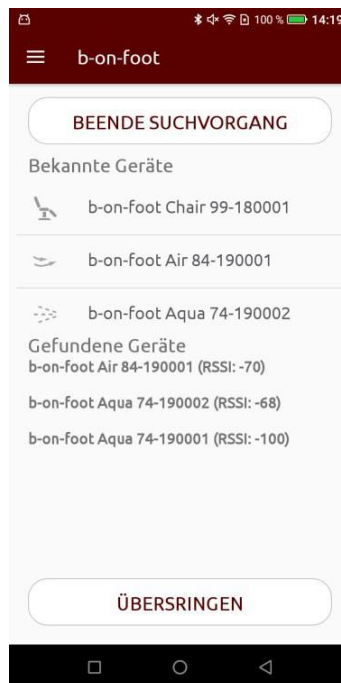 100 % 14:19
b-on-foot
BEENDE SUCHVORGANG
Bekannte Geräte
b-on-foot Chair 99-180001
b-on-foot Air 84-190001
b-on-foot Aqua 74-190002
Gefundene Geräte
b-on-foot Air 84-190001 (RSSI: -70)
b-on-foot Aqua 74-190002 (RSSI: -68)
b-on-foot Aqua 74-190001 (RSSI: -100)
ÜBERSRINGEN